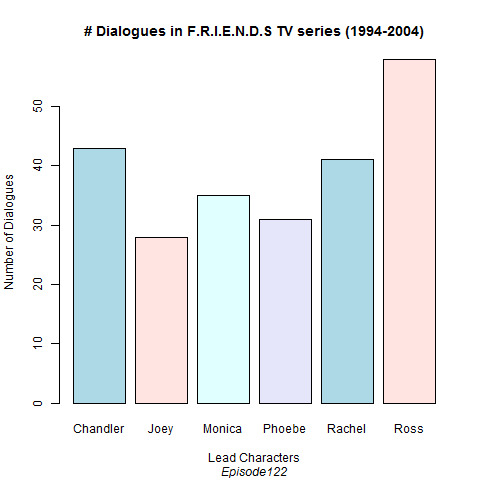 # Dialogues in F.R.I.E.N.D.S TV series (1994-2004)
Number of Dialogues
50
40
30
20
10
0
Chandler Joey Monica Phoebe Rachel Ross
Lead Characters
Episode122